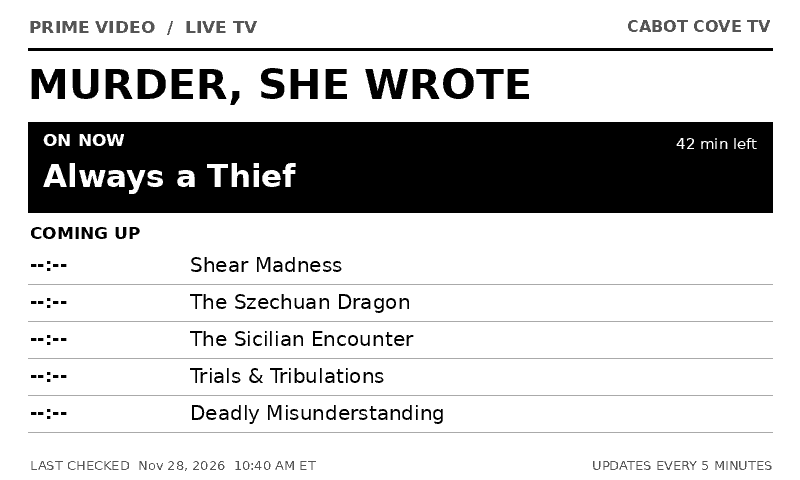 PRIME VIDEO / LIVE TV
CABOT COVE TV
MURDER, SHE WROTE
ON NOW
42 min left
Always a Thief
COMING UP
--:-- Shear Madness
--:-- The Szechuan Dragon
--:-- The Sicilian Encounter
--:-- Trials & Tribulations
--:-- Deadly Misunderstanding
LAST CHECKED Nov 28, 2026 10:40 AM ET
UPDATES EVERY 5 MINUTES